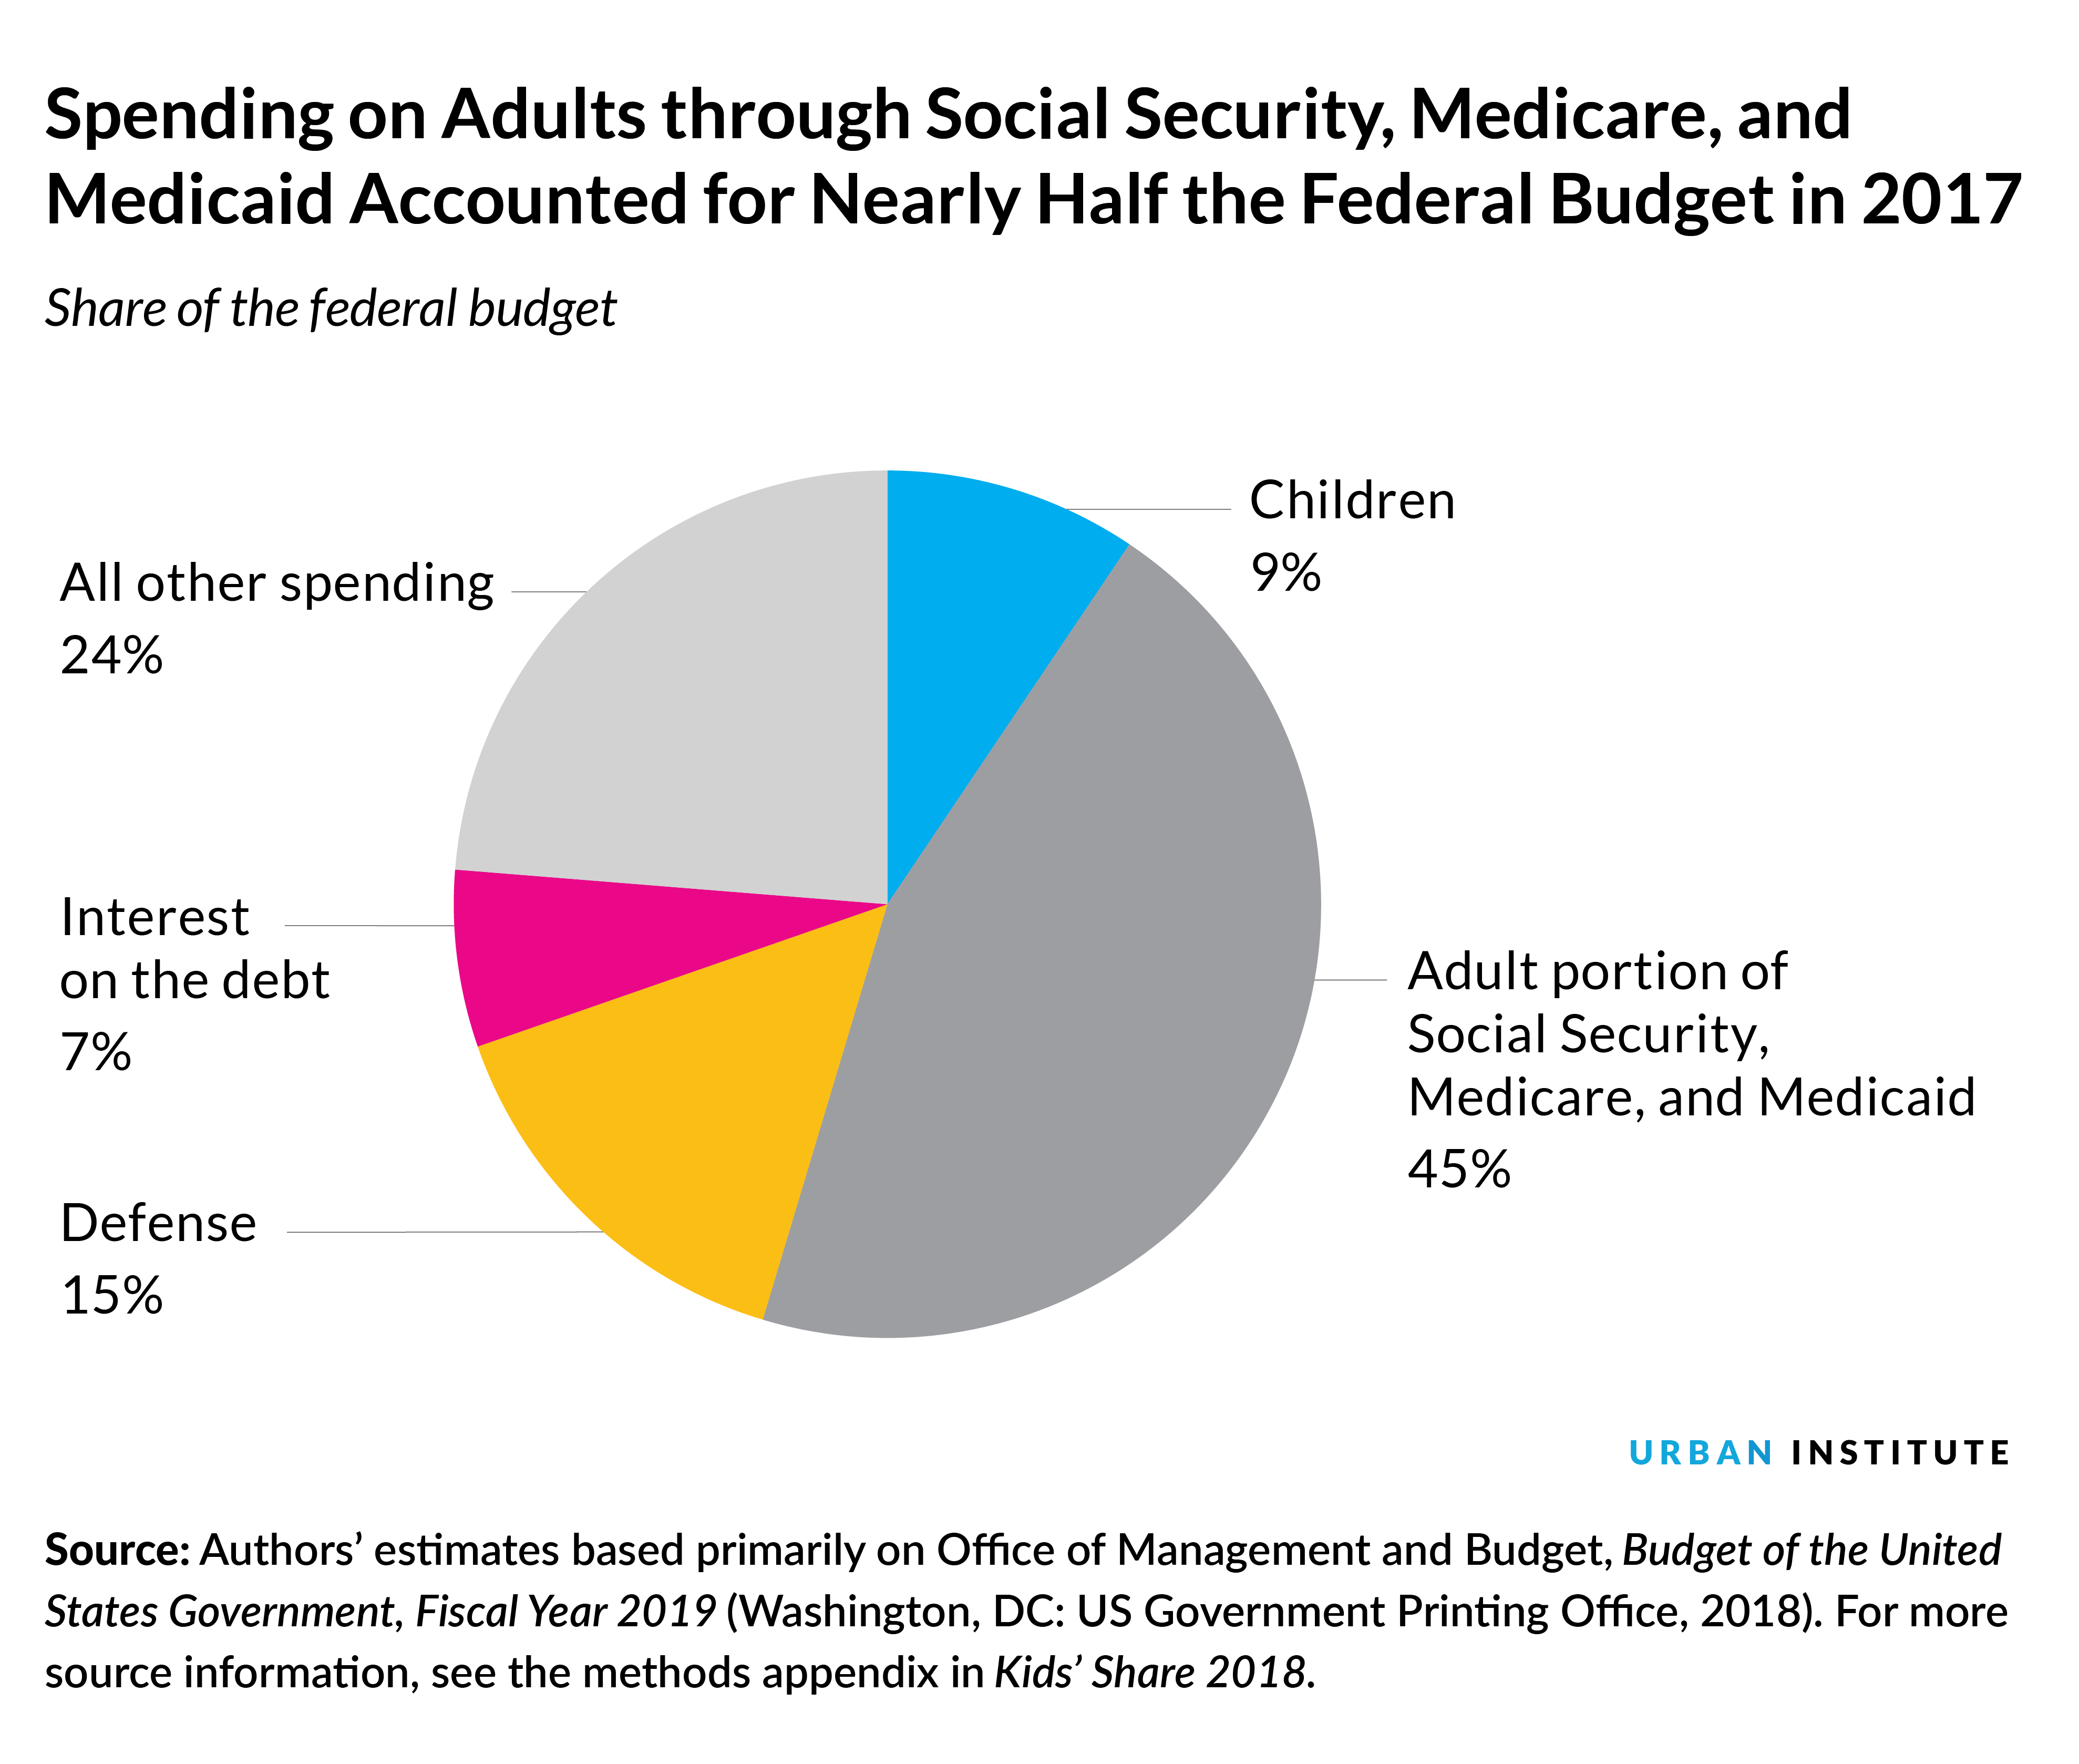 Spending on Adults through Social Security, Medicare, and
Medicaid Accounted for Nearly Half the Federal Budget in 2017
Share of the federal budget
Children
9%
All other spending
24%
Interest
on the debt
7%
Adult portion of
Social Security,
Medicare, and Medicaid
45%
Defense
15%
URBAN INSTITUTE
Source: Authors’ estimates based primarily on Office of Management and Budget, Budget of the United
States Government, Fiscal Year 2019 (Washington, DC: US Government Printing Office, 2018). For more
source information, see the methods appendix in Kids’ Share 2018.